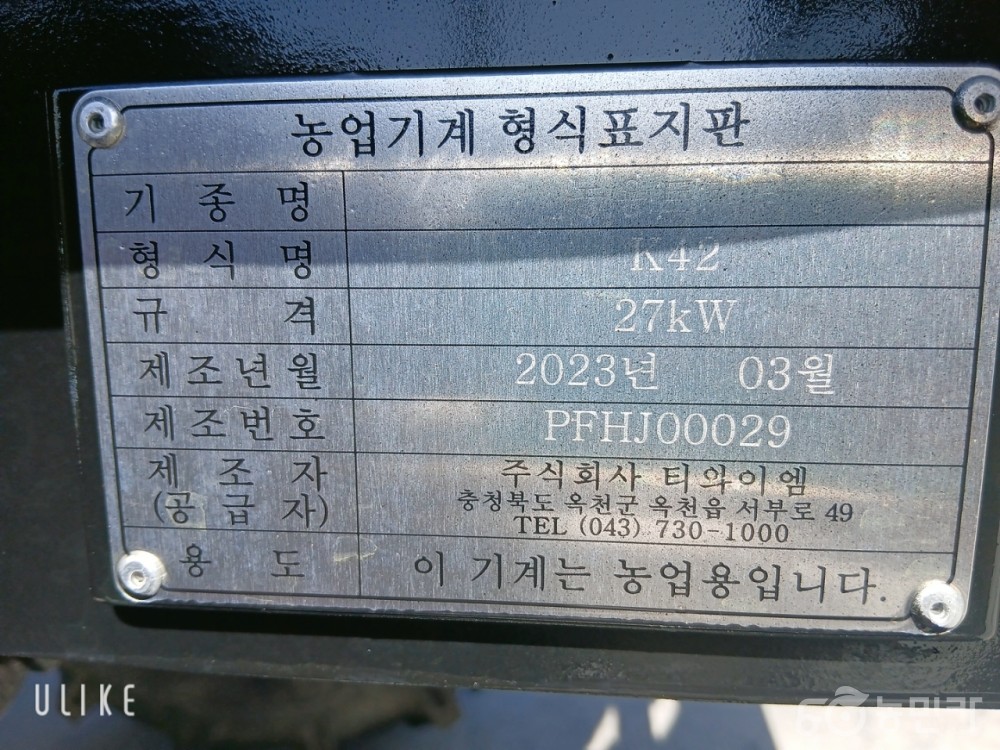 농업기계 형식표지판
기 종 명
형 식 명 K42
규 격 27kW
제조년월 2023년 03월
제조번호 PFHJ00029
제 조 자 주식회사 티와이엠
(공 급 자) 충청북도 옥천군 옥천읍 서부로 49
TEL (043) 730-1000
용 도 이 기계는 농업용입니다.
ULIKE